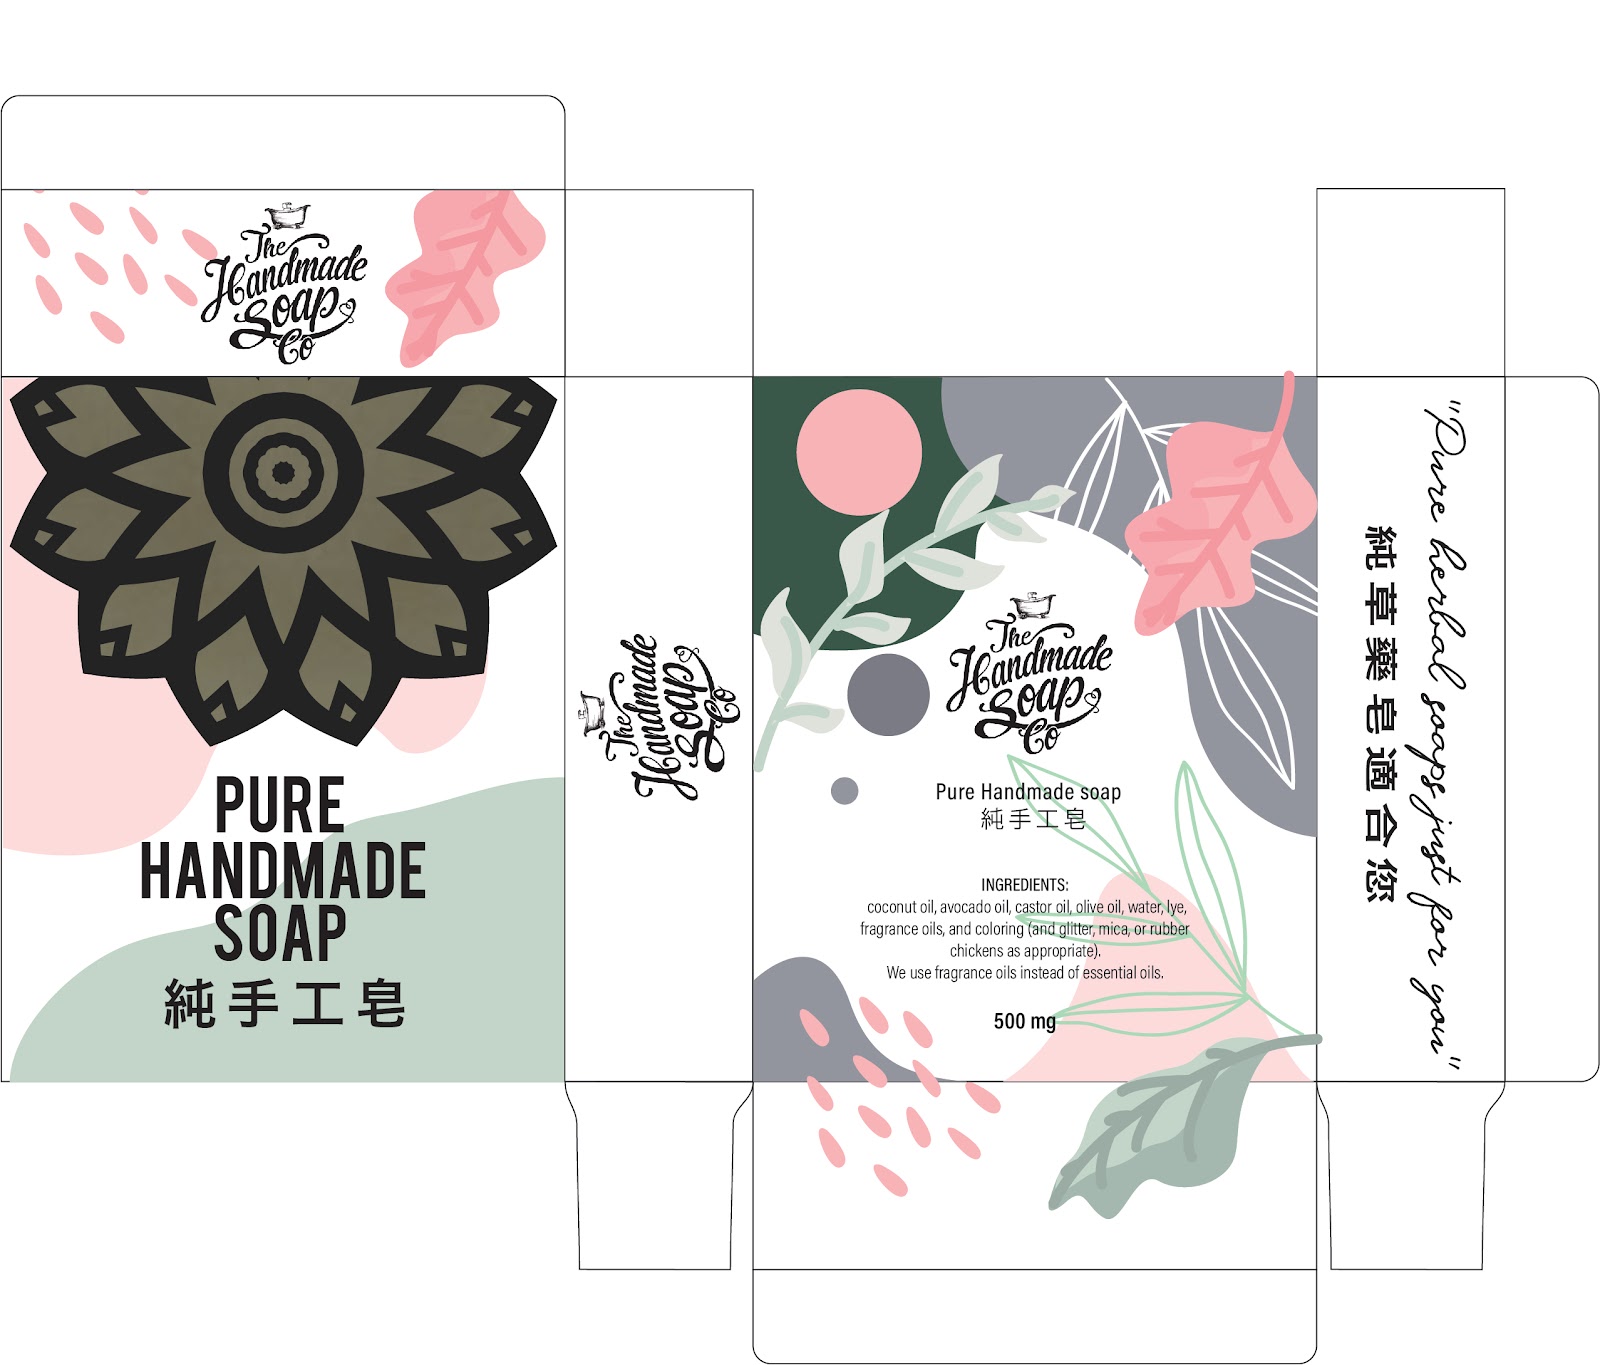 The
Handmade
Soap
Co
PURE
HANDMADE
SOAP
純手工皂
The
Handmade
Soap
Co
The
Handmade
Soap
Co
Pure Handmade soap
純手工皂
INGREDIENTS:
coconut oil, avocado oil, castor oil, olive oil, water, lye,
fragrance oils, and coloring (and glitter, mica, or rubber
chickens as appropriate).
We use fragrance oils instead of essential oils.
500 mg
"Pure herbal soaps just for you"
純草藥皂適合您